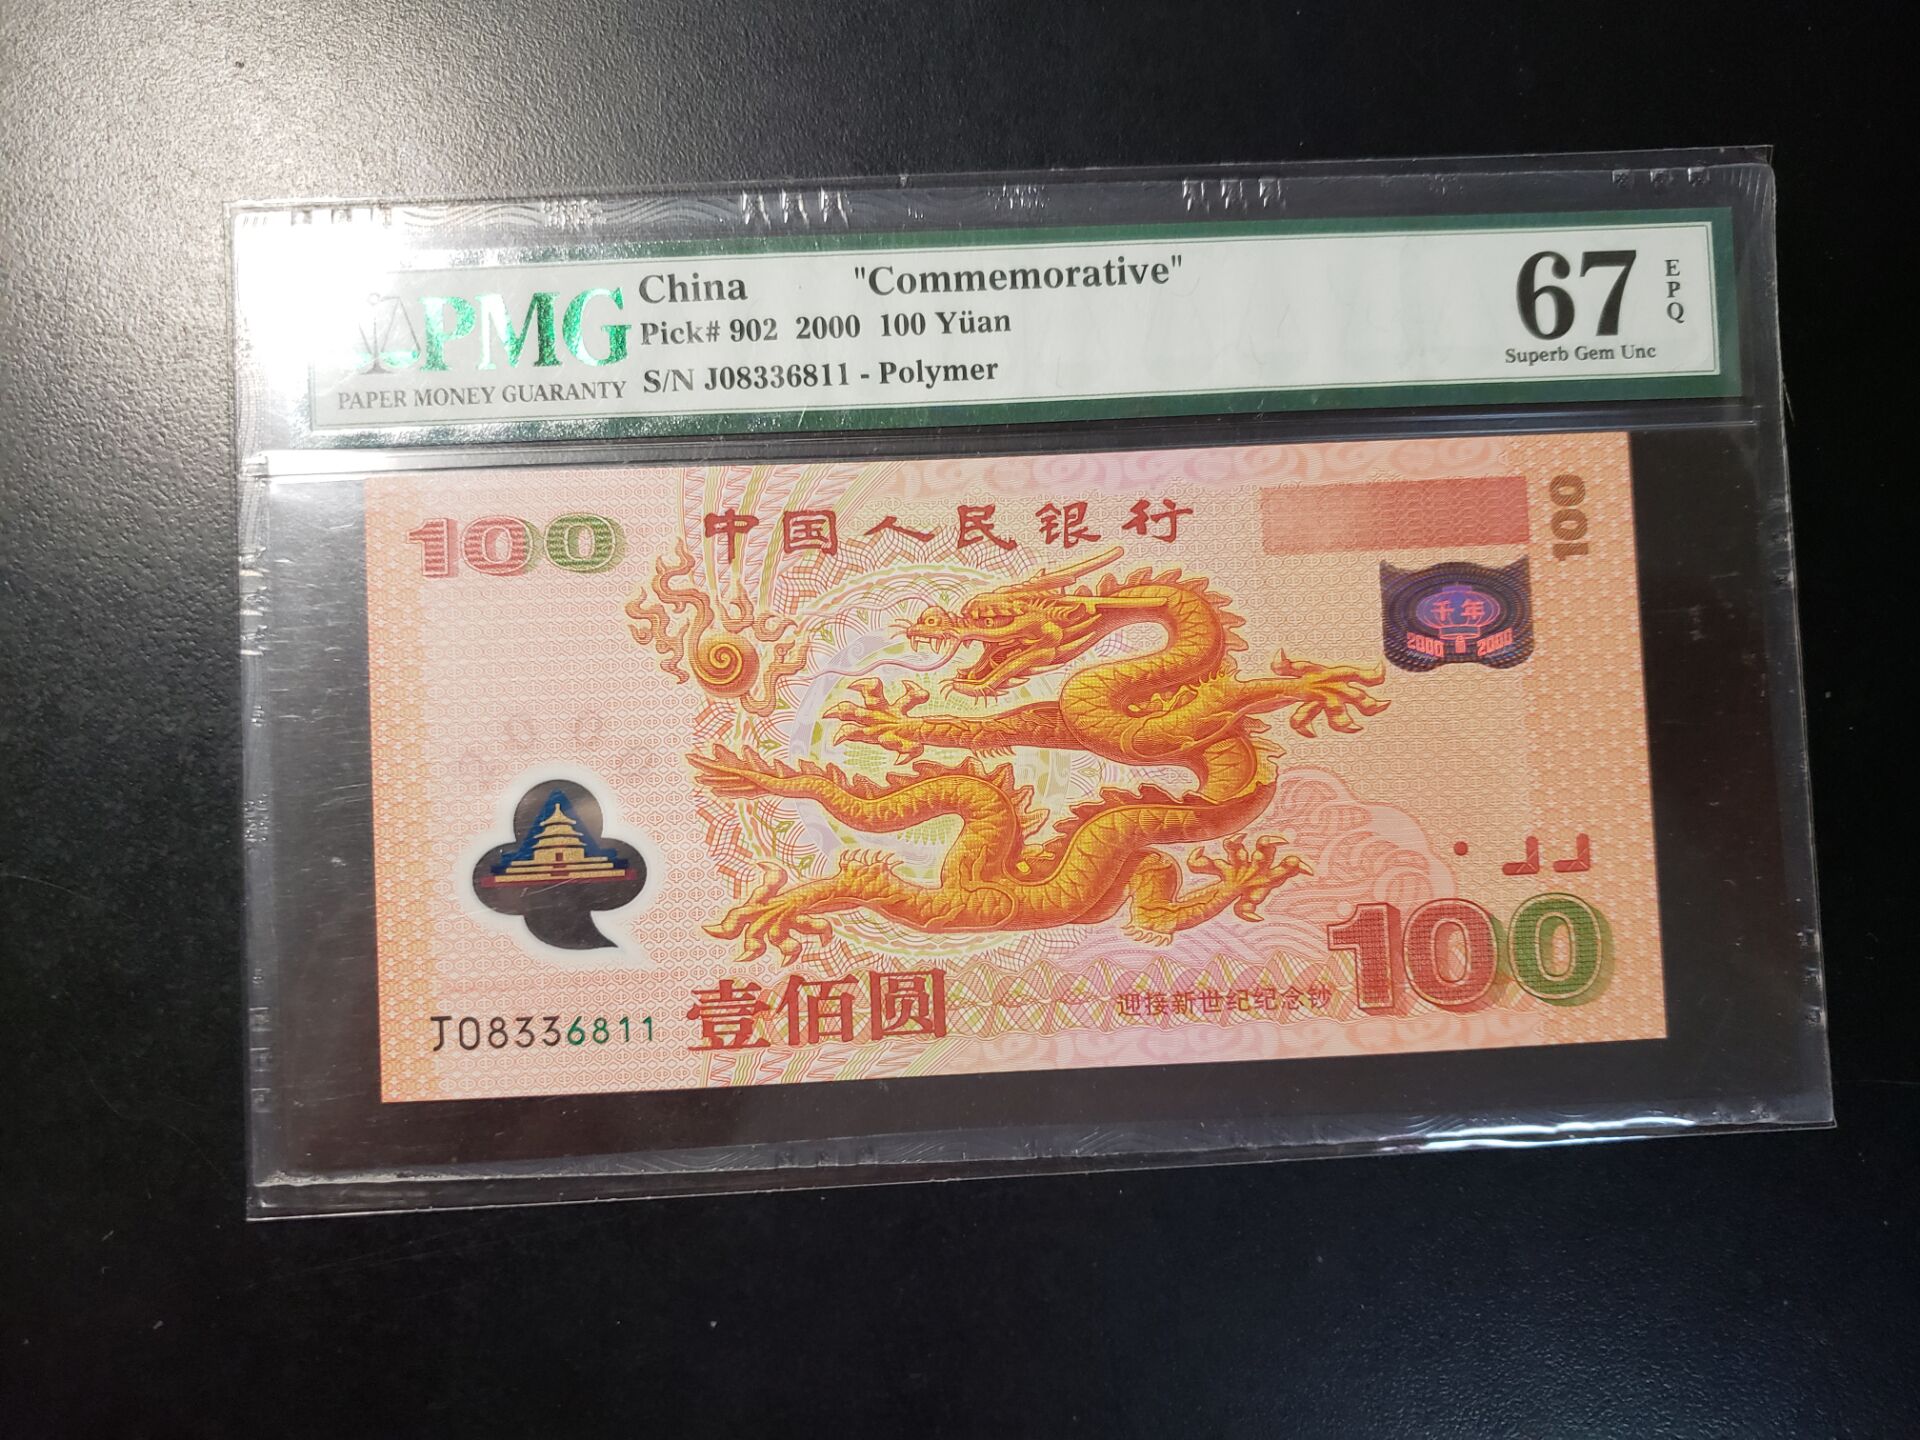 China "Commemorative"
Pick# 902 2000 100 Yüan
S/N J08336811 - Polymer
PMG
PAPER MONEY GUARANTY
67
EPQ
Superb Gem Unc
100
中国人民银行
100
千年
2000 2000
100
迎接新世纪纪念钞
壹佰圆
J08336811